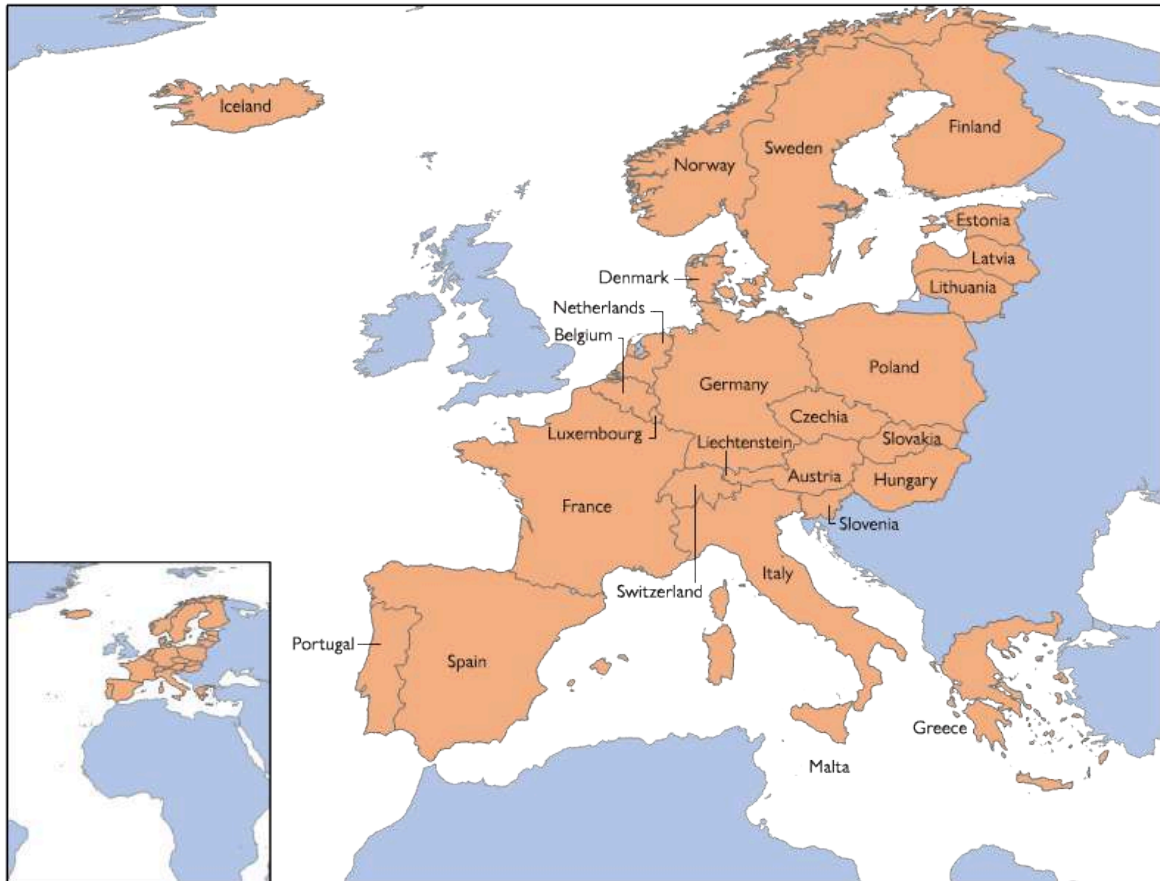 Iceland
Finland
Sweden
Norway
Estonia
Latvia
Denmark
Lithuania
Netherlands
Belgium
Poland
Germany
Czechia
Luxembourg
Liechtenstein
Slovakia
Austria
Hungary
France
Slovenia
Italy
Switzerland
Portugal
Spain
Greece
Malta